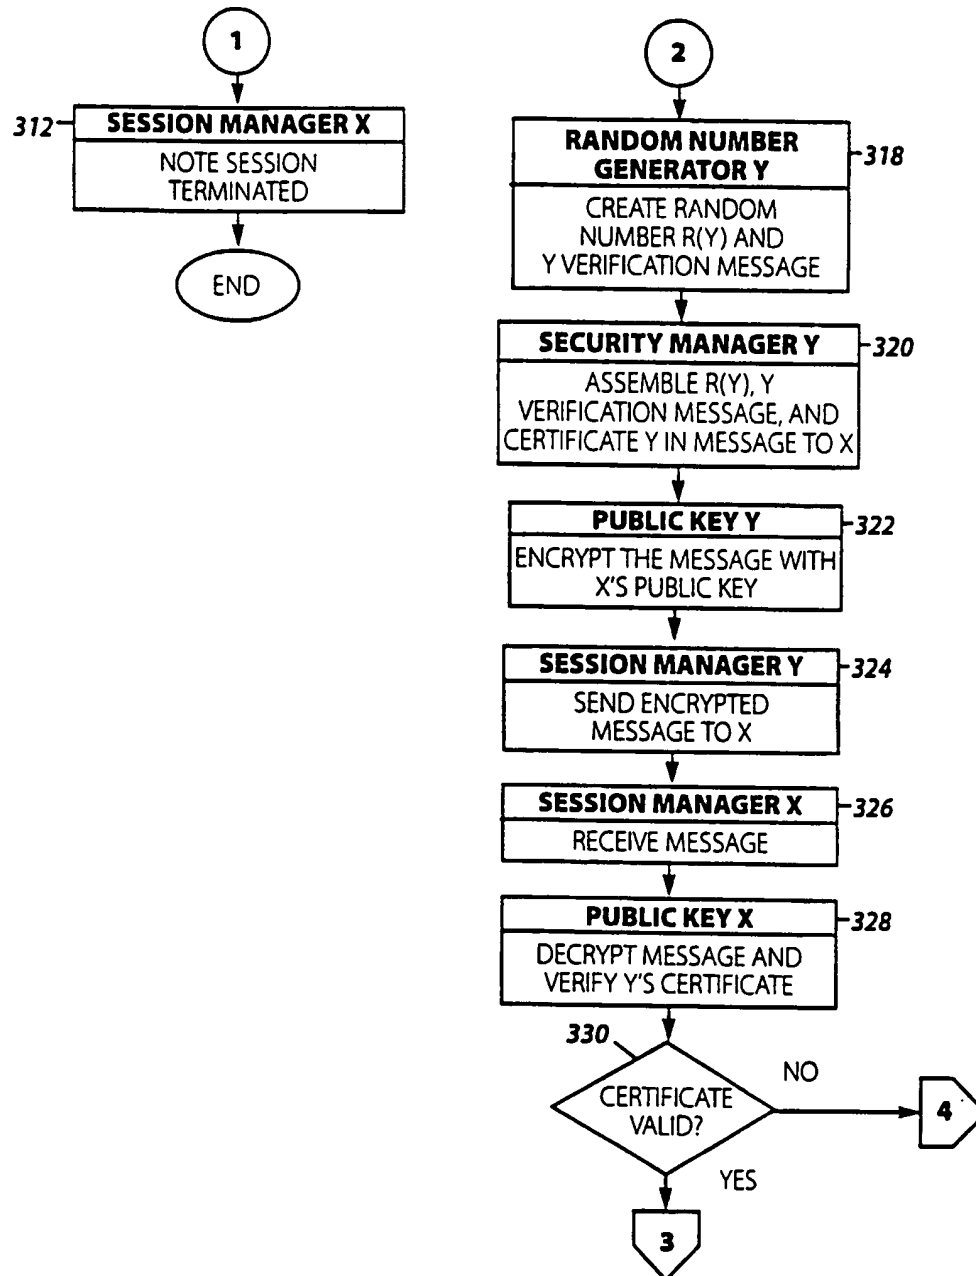 1
312
SESSION MANAGER X
NOTE SESSION
TERMINATED
END
2
RANDOM NUMBER
GENERATOR Y
318
CREATE RANDOM
NUMBER R(Y) AND
Y VERIFICATION MESSAGE
SECURITY MANAGER Y
320
ASSEMBLE R(Y), Y
VERIFICATION MESSAGE, AND
CERTIFICATE Y IN MESSAGE TO X
PUBLIC KEY Y
322
ENCRYPT THE MESSAGE WITH
X'S PUBLIC KEY
SESSION MANAGER Y
324
SEND ENCRYPTED
MESSAGE TO X
SESSION MANAGER X
326
RECEIVE MESSAGE
PUBLIC KEY X
328
DECRYPT MESSAGE AND
VERIFY Y'S CERTIFICATE
330
CERTIFICATE
VALID?
NO
4
YES
3